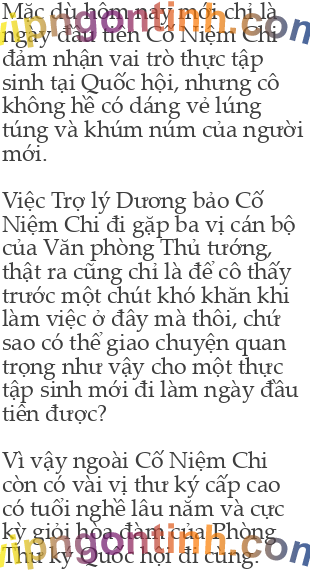 Mặc dù hôm nay mới chỉ là
ngày đầu tiên Cố Niệm Chi
đảm nhận vai trò thực tập
sinh tại Quốc hội, nhưng cô
không hề có dáng vẻ lúng
túng và khúm núm của người
mới.

Việc Trợ lý Dương bảo Cố
Niệm Chi đi gặp ba vị cán bộ
của Văn phòng Thủ tướng,
thật ra cũng chỉ là để cô thấy
trước một chút khó khăn khi
làm việc ở đây mà thôi, chứ
sao có thể giao chuyện quan
trọng như vậy cho một thực
tập sinh mới đi làm ngày đầu
tiên được?

Vì vậy ngoài Cố Niệm Chi
còn có vài vị thư ký cấp cao
có tuổi nghề lâu năm và cực
kỳ giỏi hòa đàm của Phòng
Thư ký Quốc hội đi cùng.
vipngontinh.com
vipngontinh.com